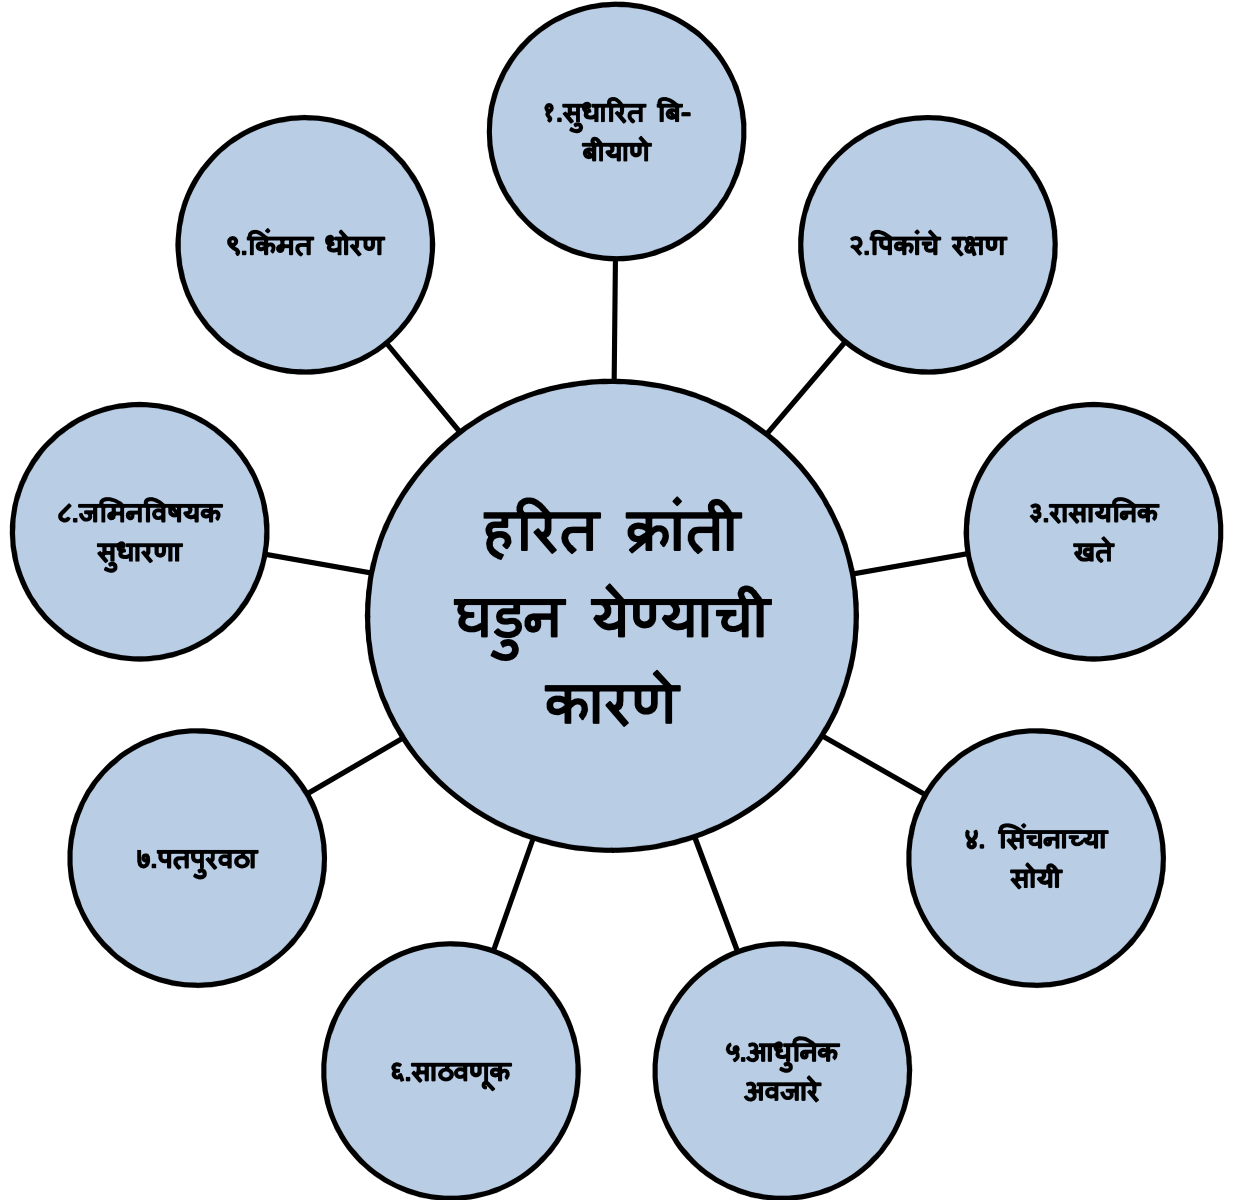 १.सुधारित बि-
बीयाणे
२.पिकांचे रक्षण
३.रासायनिक
खते
४. सिंचनाच्या
सोयी
५.आधुनिक
अवजारे
६.साठवणूक
७.पतपुरवठा
८.जमिनविषयक
सुधारणा
९.किंमत धोरण
हरित क्रांती
घडुन येण्याची
कारणे